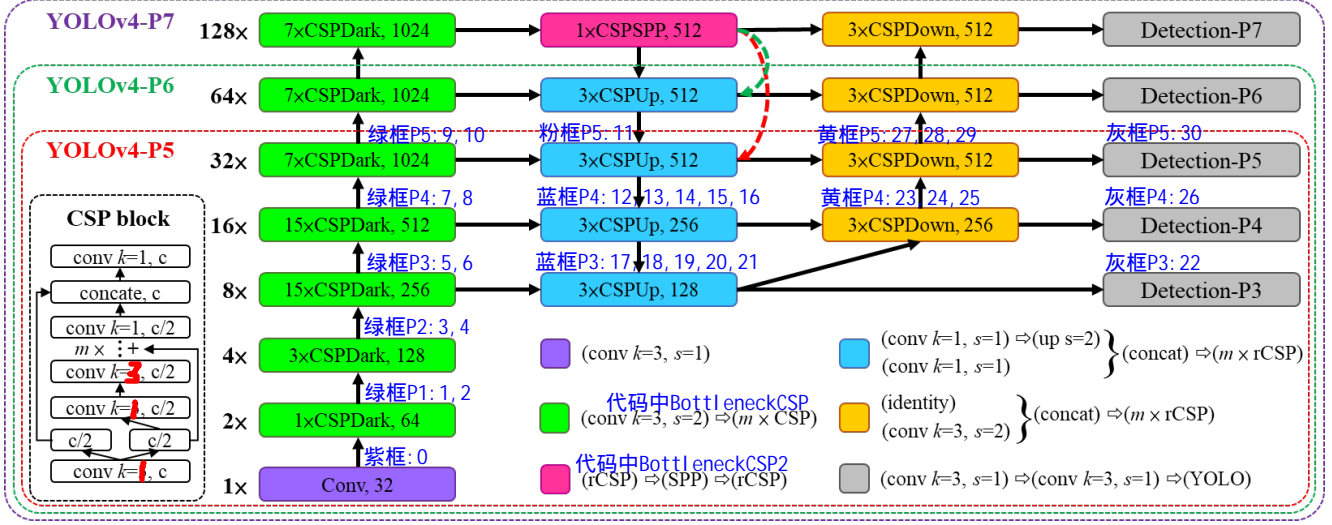 YOLOv4-P7
128x
7×CSPDark, 1024
1×CSPSPP, 512
3×CSPDown, 512
Detection-P7
YOLOv4-P6
64x
7×CSPDark, 1024
3×CSPUp, 512
3×CSPDown, 512
Detection-P6
绿框P5: 9, 10
粉框P5: 11
黄框P5: 27, 28, 29
灰框P5: 30
YOLOv4-P5
32x
7×CSPDark, 1024
3×CSPUp, 512
3×CSPDown, 512
Detection-P5
绿框P4: 7, 8
蓝框P4: 12, 13, 14, 15, 16
黄框P4: 23, 24, 25
灰框P4: 26
16x
15×CSPDark, 512
3×CSPUp, 256
3×CSPDown, 256
Detection-P4
绿框P3: 5, 6
蓝框P3: 17, 18, 19, 20, 21
灰框P3: 22
8x
15×CSPDark, 256
3×CSPUp, 128
Detection-P3
绿框P2: 3, 4
4x
3×CSPDark, 128
绿框P1: 1, 2
2x
1×CSPDark, 64
紫框: 0
1x
Conv, 32
CSP block
conv k=1, c
concate, c
conv k=1, c/2
m × ⋮ +
conv k=3, c/2
conv k=1, c/2
c/2
c/2
conv k=1, c
(conv k=3, s=1)
代码中BottleneckCSP
(conv k=3, s=2) ⇨(m × CSP)
代码中BottleneckCSP2
(rCSP) ⇨(SPP) ⇨(rCSP)
(conv k=1, s=1) ⇨(up s=2)
(conv k=1, s=1)
(concat) ⇨(m × rCSP)
(identity)
(conv k=3, s=2)
(concat) ⇨(m × rCSP)
(conv k=3, s=1) ⇨(conv k=3, s=1) ⇨(YOLO)